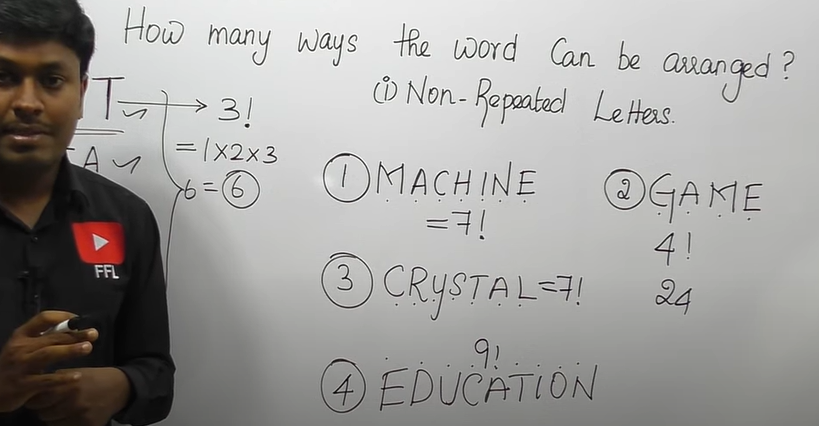 How many ways the word Can be arranged?
(i) Non-Repeated Letters.
T → 3!
= 1×2×3
A
6 = 6
① MACHINE
= 7!
② GAME
4!
24
③ CRYSTAL = 7!
9!
④ EDUCATION
FFL